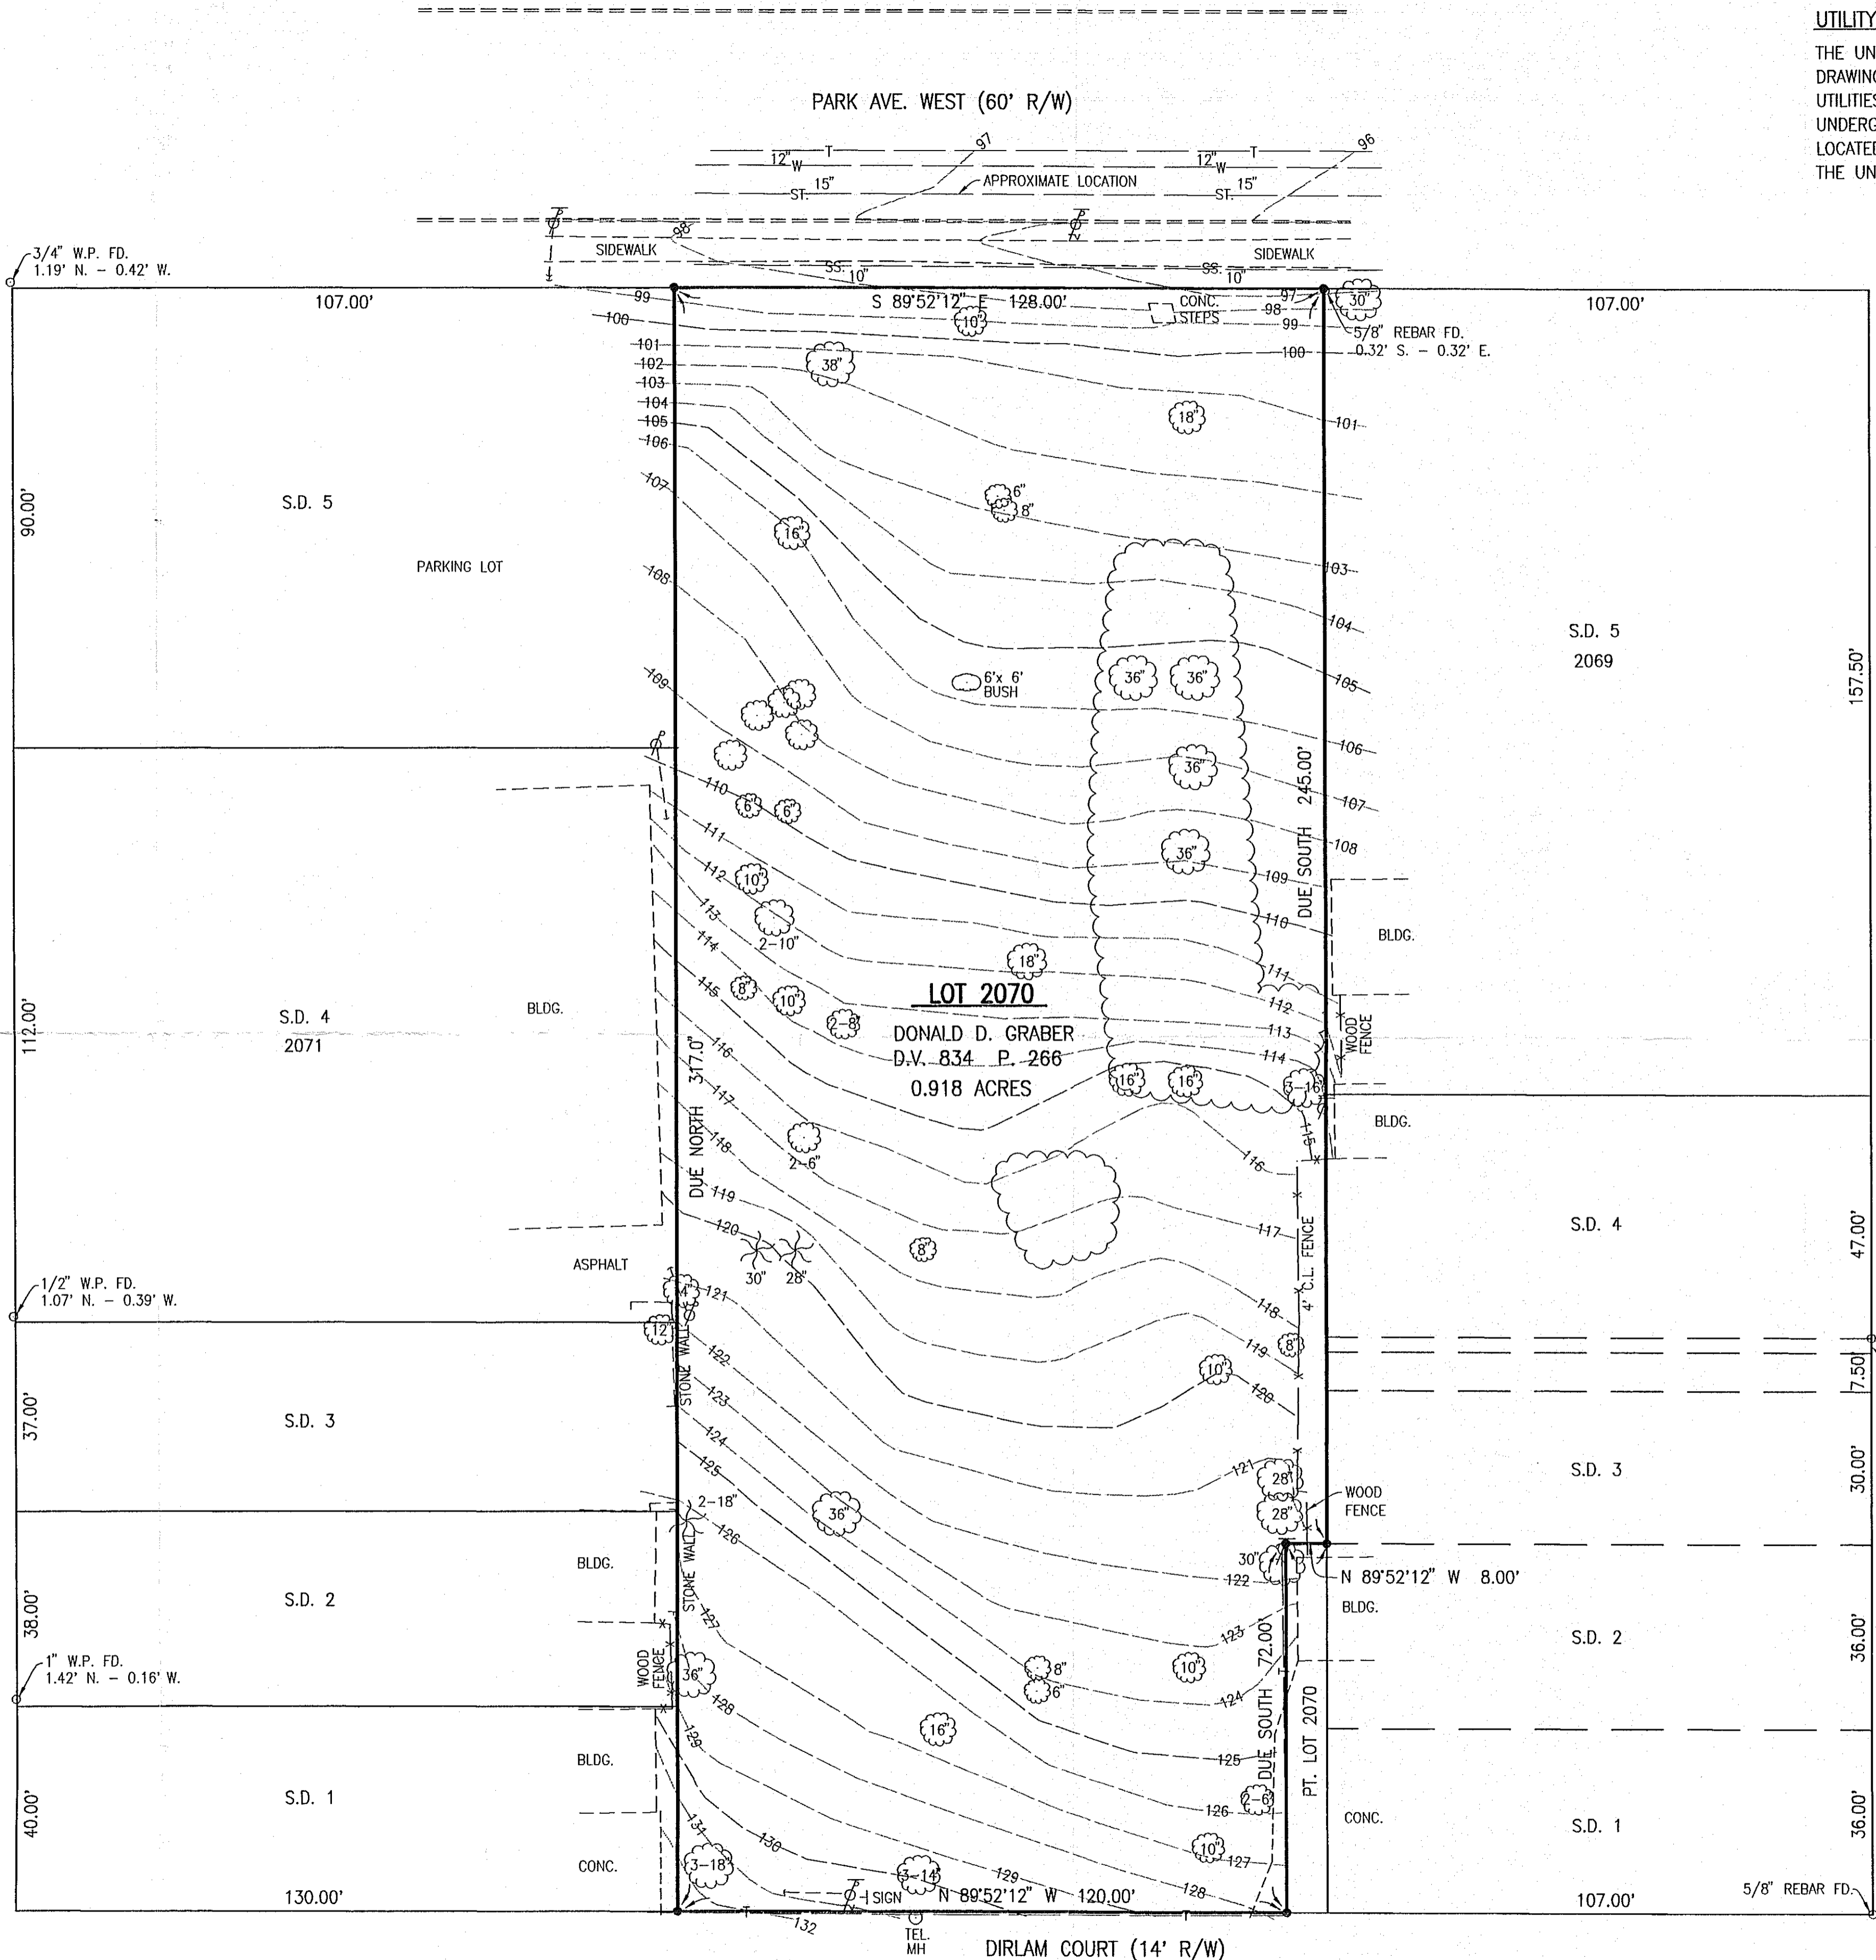 UTILITY
THE UN
DRAWING
UTILITIES
UNDERG
LOCATED
THE UN
PARK AVE. WEST (60' R/W)
97
96
T
T
12"
W
12"
W
15"
APPROXIMATE LOCATION
15"
ST.
ST.
98
SIDEWALK
SIDEWALK
SS.
10"
SS.
10"
3/4" W.P. FD.
1.19' N. - 0.42' W.
107.00'
99
S 89°52'12" E 128.00'
CONC.
STEPS
97
98
99
30"
107.00'
100
10"
5/8" REBAR FD.
0.32' S. - 0.32' E.
100
101
102
38"
103
104
18"
101
105
106
107
6"
8"
90.00'
S.D. 5
16"
PARKING LOT
108
103
104
S.D. 5
2069
157.50'
109
6'x 6'
BUSH
36"
36"
105
106
36"
107
110
6"
6"
DUE SOUTH 245.00'
111
108
36"
112
10"
109
113
2-10"
110
BLDG.
114
18"
111
115
8"
10"
LOT 2070
112
BLDG.
S.D. 4
2071
112.00'
2-8"
DONALD D. GRABER
D.V. 834 P. 266
0.918 ACRES
113
114
WOOD
FENCE
116
DUE NORTH 317.0"
16"
16"
3-16"
117
BLDG.
118
2-6"
115
116
119
117
S.D. 4
47.00'
120
8"
4' C.L. FENCE
ASPHALT
30"
28"
1/2" W.P. FD.
1.07' N. - 0.39' W.
121
118
12"
STONE WALL
122
119
8"
10"
7.50'
123
120
37.00'
S.D. 3
124
125
121
28"
S.D. 3
30.00'
2-18"
36"
28"
WOOD
FENCE
126
BLDG.
30"
122
N 89°52'12" W 8.00'
STONE WALL
38.00'
S.D. 2
BLDG.
127
123
S.D. 2
36.00'
1" W.P. FD.
1.42' N. - 0.16' W.
WOOD
FENCE
36"
8"
6"
10"
124
DUE SOUTH 72.00'
PT. LOT 2070
128
129
16"
BLDG.
125
40.00'
S.D. 1
2-6"
126
CONC.
S.D. 1
36.00'
131
130
10"
CONC.
3-18"
3-14"
129
127
128
130.00'
SIGN
N 89°52'12" W 120.00'
107.00'
5/8" REBAR FD.
T
T
132
TEL.
MH
DIRLAM COURT (14' R/W)